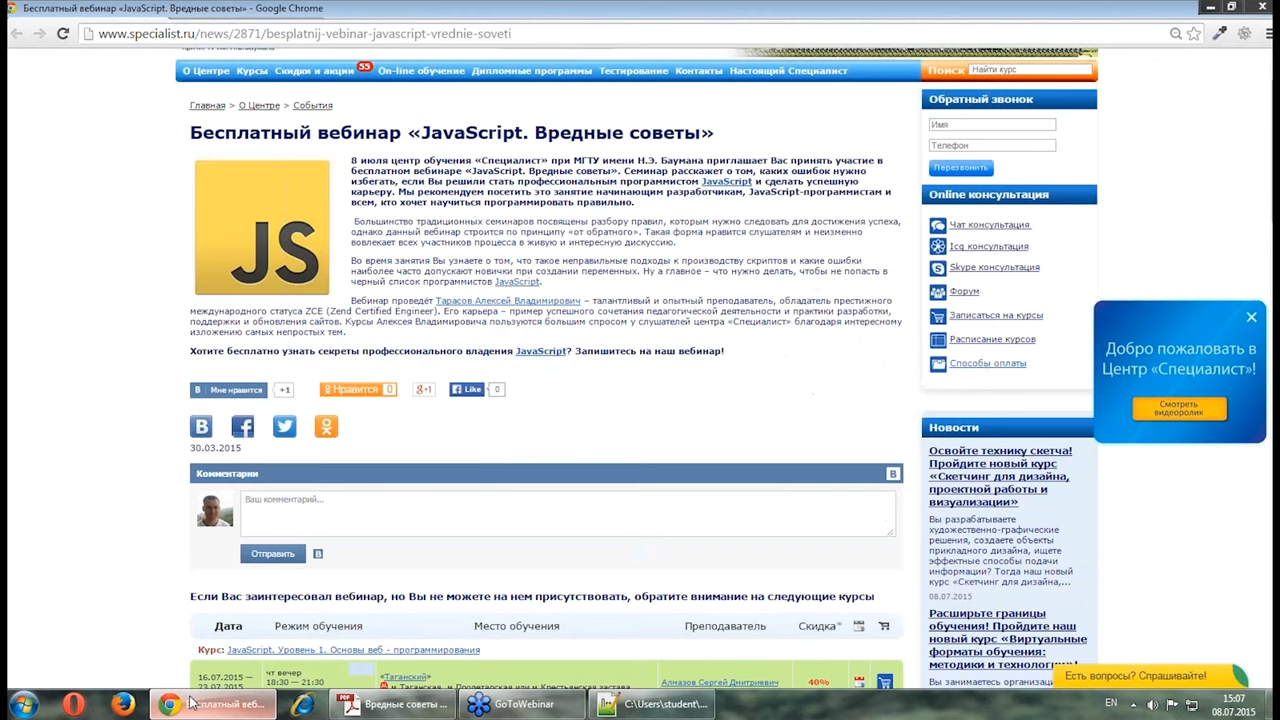 Бесплатный вебинар «JavaScript. Вредные советы» - Google Chrome
www.specialist.ru/news/2871/besplatnij-vebinar-javascript-vrednie-soveti
О Центре Курсы Скидки и акции 55 On-line обучение Дипломные программы Тестирование Контакты Настоящий Специалист Поиск Найти курс
Главная > О Центре > События
Бесплатный вебинар «JavaScript. Вредные советы»
JS
8 июля центр обучения «Специалист» при МГТУ имени Н.Э. Баумана приглашает Вас принять участие в
бесплатном вебинаре «JavaScript. Вредные советы». Семинар расскажет о том, каких ошибок нужно
избегать, если Вы решили стать профессиональным программистом JavaScript и сделать успешную
карьеру. Мы рекомендуем посетить это занятие начинающим разработчикам, JavaScript-программистам и
всем, кто хочет научиться программировать правильно.
Большинство традиционных семинаров посвящены разбору правил, которым нужно следовать для достижения успеха,
однако данный вебинар строится по принципу «от обратного». Такая форма нравится слушателям и неизменно
вовлекает всех участников процесса в живую и интересную дискуссию.
Во время занятия Вы узнаете о том, что такое неправильные подходы к производству скриптов и какие ошибки
наиболее часто допускают новички при создании переменных. Ну а главное – что нужно делать, чтобы не попасть в
черный список программистов JavaScript.
Вебинар проведёт Тарасов Алексей Владимирович – талантливый и опытный преподаватель, обладатель престижного
международного статуса ZCE (Zend Certified Engineer). Его карьера – пример успешного сочетания педагогической деятельности и практики разработки,
поддержки и обновления сайтов. Курсы Алексея Владимировича пользуются большим спросом у слушателей центра «Специалист» благодаря интересному
изложению самых непростых тем.
Хотите бесплатно узнать секреты профессионального владения JavaScript? Запишитесь на наш вебинар!
В Мне нравится +1 Нравится 0 g+1 Like 0
30.03.2015
Комментарии
Ваш комментарий...
Отправить
Если Вас заинтересовал вебинар, но Вы не можете на нем присутствовать, обратите внимание на следующие курсы
Дата Режим обучения Место обучения Преподаватель Скидка*
Курс: JavaScript. Уровень 1. Основы веб - программирования
16.07.2015 — чт вечер «Таганский»
23.07.2015 18:30 — 21:30 м Таганская, м Пролетарская или м Крестьянская застава Алмазов Сергей Дмитриевич 40%
Обратный звонок
Имя
Телефон
Перезвонить
Online консультация
Чат консультация
Icq консультация
Skype консультация
Форум
Записаться на курсы
Расписание курсов
Способы оплаты
Добро пожаловать в
Центр «Специалист»!
Смотреть
видеоролик
Новости
Освойте технику скетча!
Пройдите новый курс
«Скетчинг для дизайна,
проектной работы и
визуализации»
Вы разрабатываете
художественно-графические
решения, создаете объекты
прикладного дизайна, ищете
эффектные способы подачи
информации? Тогда наш новый
курс «Скетчинг для дизайна,...
08.07.2015
Расширьте границы
обучения! Пройдите наш
новый курс «Виртуальные
форматы обучения:
методики и технологии»!
Вы занимаетесь организаци
Есть вопросы? Спрашивайте!
Бесплатный веб... Вредные советы ... GoToWebinar C:\Users\student\... EN 15:07
08.07.2015